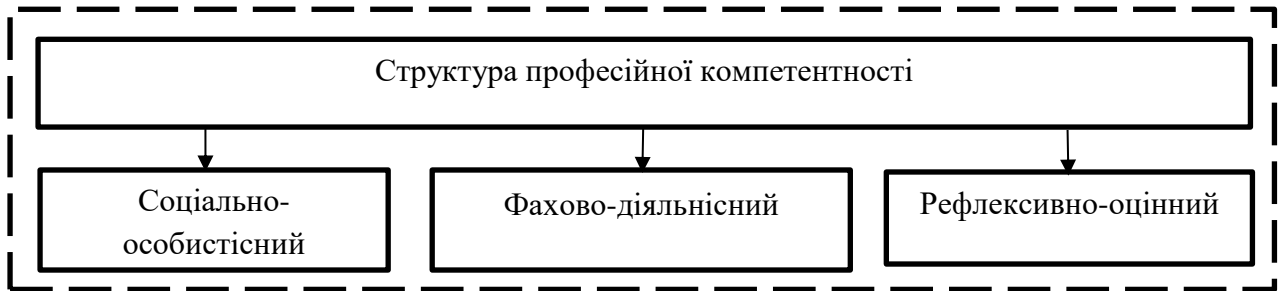 Структура професійної компетентності
Соціально-
особистісний
Фахово-діяльнісний
Рефлексивно-оцінний